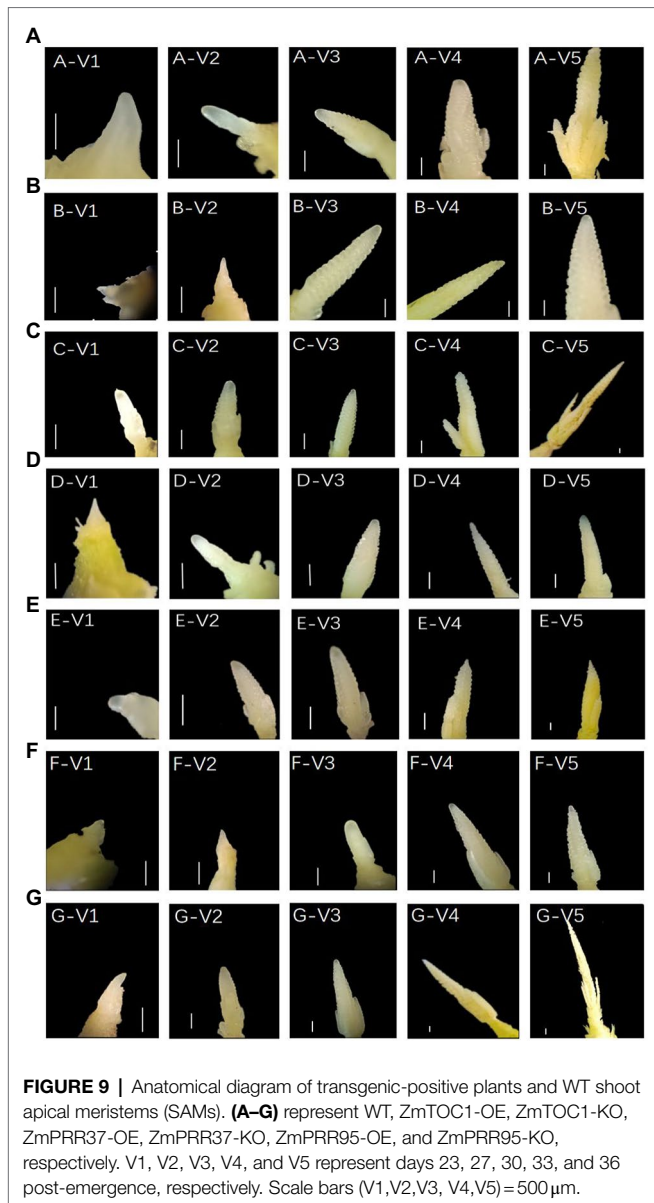 A
A-V1 A-V2 A-V3 A-V4 A-V5
B
B-V1 B-V2 B-V3 B-V4 B-V5
C
C-V1 C-V2 C-V3 C-V4 C-V5
D
D-V1 D-V2 D-V3 D-V4 D-V5
E
E-V1 E-V2 E-V3 E-V4 E-V5
F
F-V1 F-V2 F-V3 F-V4 F-V5
G
G-V1 G-V2 G-V3 G-V4 G-V5
FIGURE 9 | Anatomical diagram of transgenic-positive plants and WT shoot
apical meristems (SAMs). (A–G) represent WT, ZmTOC1-OE, ZmTOC1-KO,
ZmPRR37-OE, ZmPRR37-KO, ZmPRR95-OE, and ZmPRR95-KO,
respectively. V1, V2, V3, V4, and V5 represent days 23, 27, 30, 33, and 36
post-emergence, respectively. Scale bars (V1,V2,V3, V4,V5) = 500 μm.